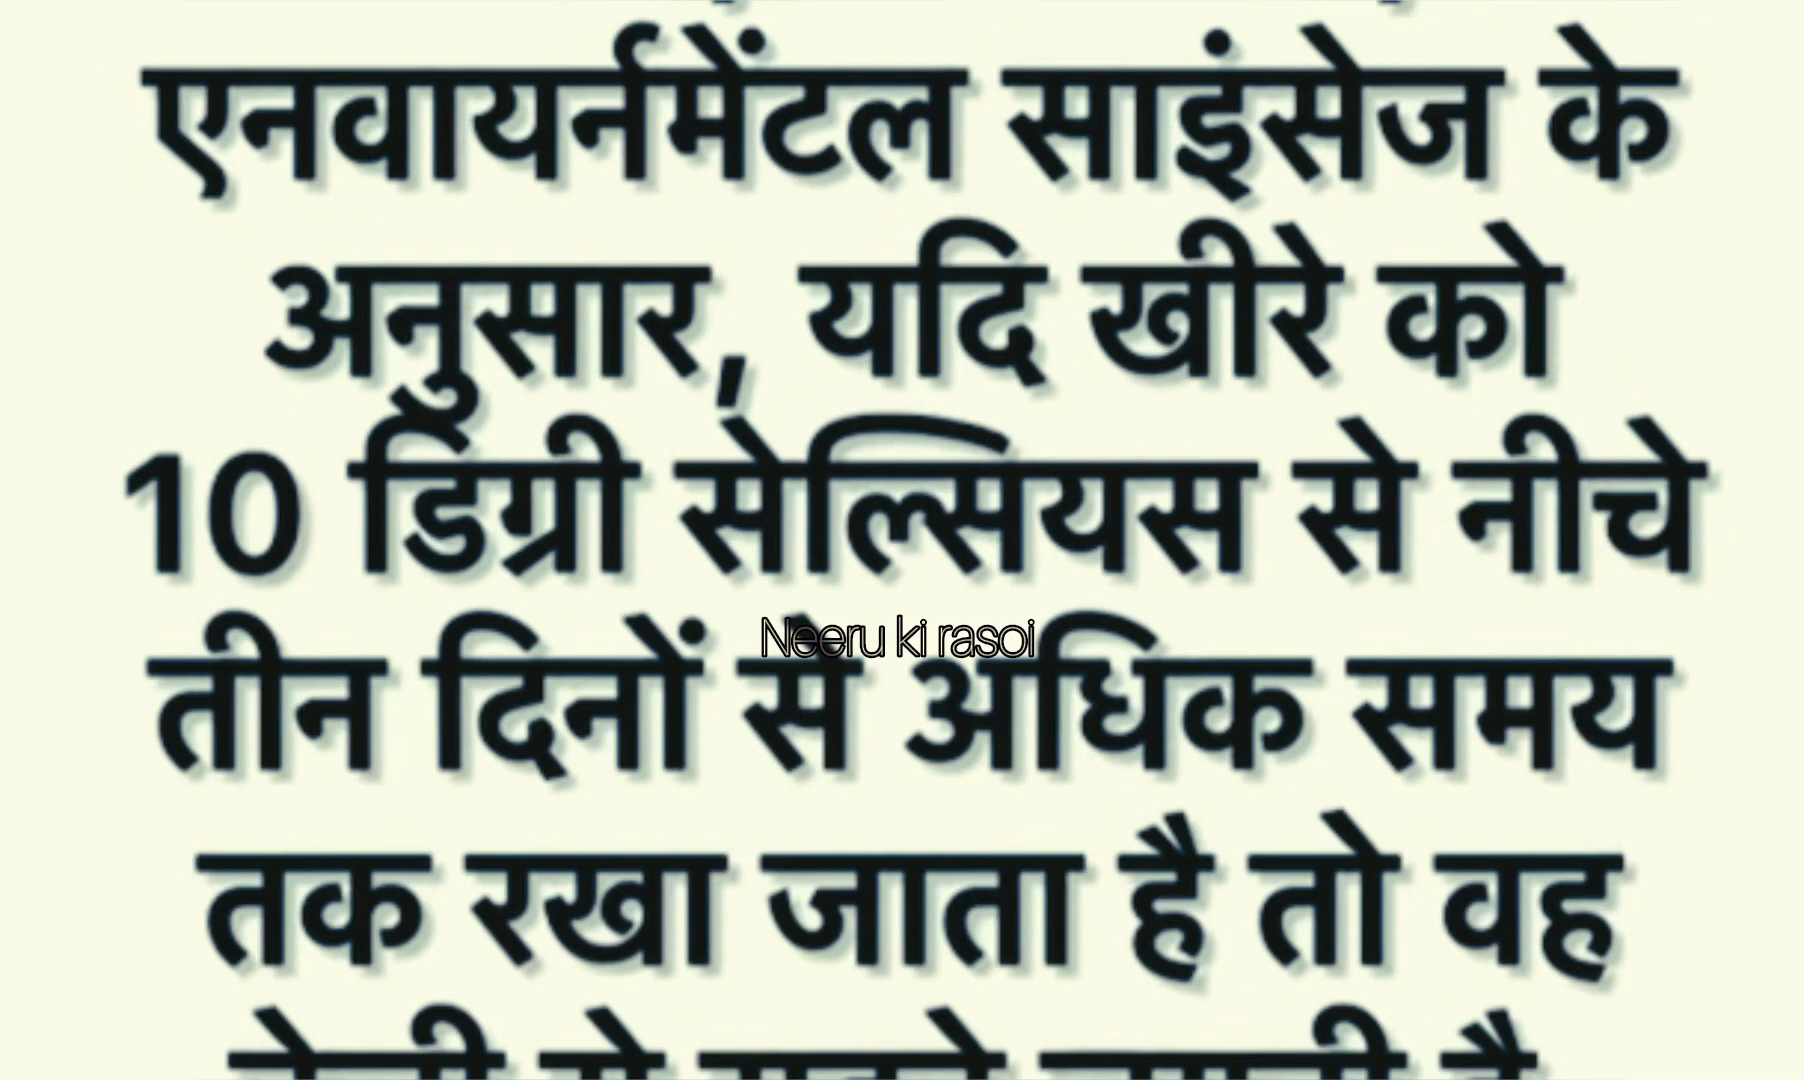 एनवायर्नमेंटल साइंसेज के
अनुसार, यदि खीरे को
10 डिग्री सेल्सियस से नीचे
Neeru ki rasoi
तीन दिनों से अधिक समय
तक रखा जाता है तो वह